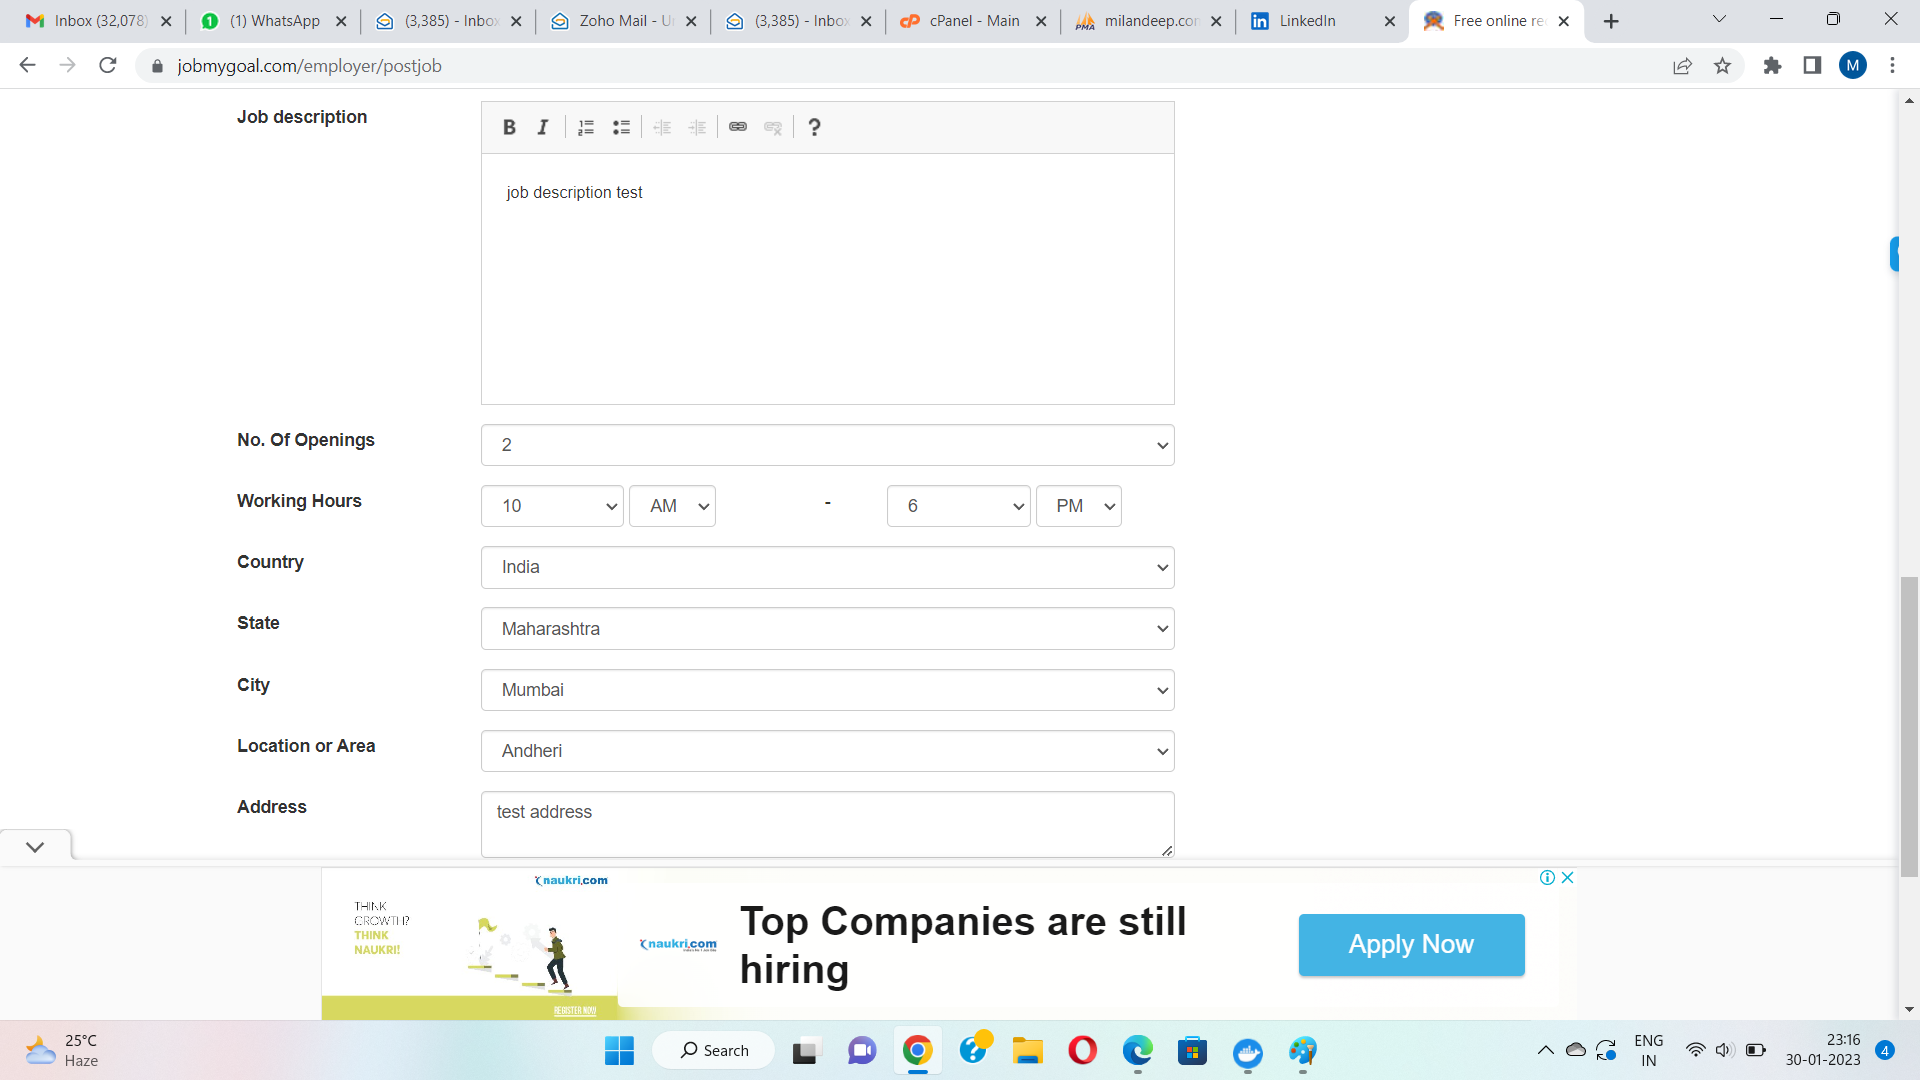 Inbox (32,078)
(1) WhatsApp
(3,385) - Inbox
Zoho Mail - U
(3,385) - Inbox
cPanel - Main
milandeep.com
LinkedIn
Free online re
jobmygoal.com/employer/postjob
M
Job description
B I ?
job description test
No. Of Openings
2
Working Hours
10 AM - 6 PM
Country
India
State
Maharashtra
City
Mumbai
Location or Area
Andheri
Address
test address
naukri.com
THINK
GROWTH?
THINK
NAUKRI!
REGISTER NOW
naukri.com
Top Companies are still
hiring
Apply Now
25°C
Haze
Search
ENG
IN
23:16
30-01-2023
4